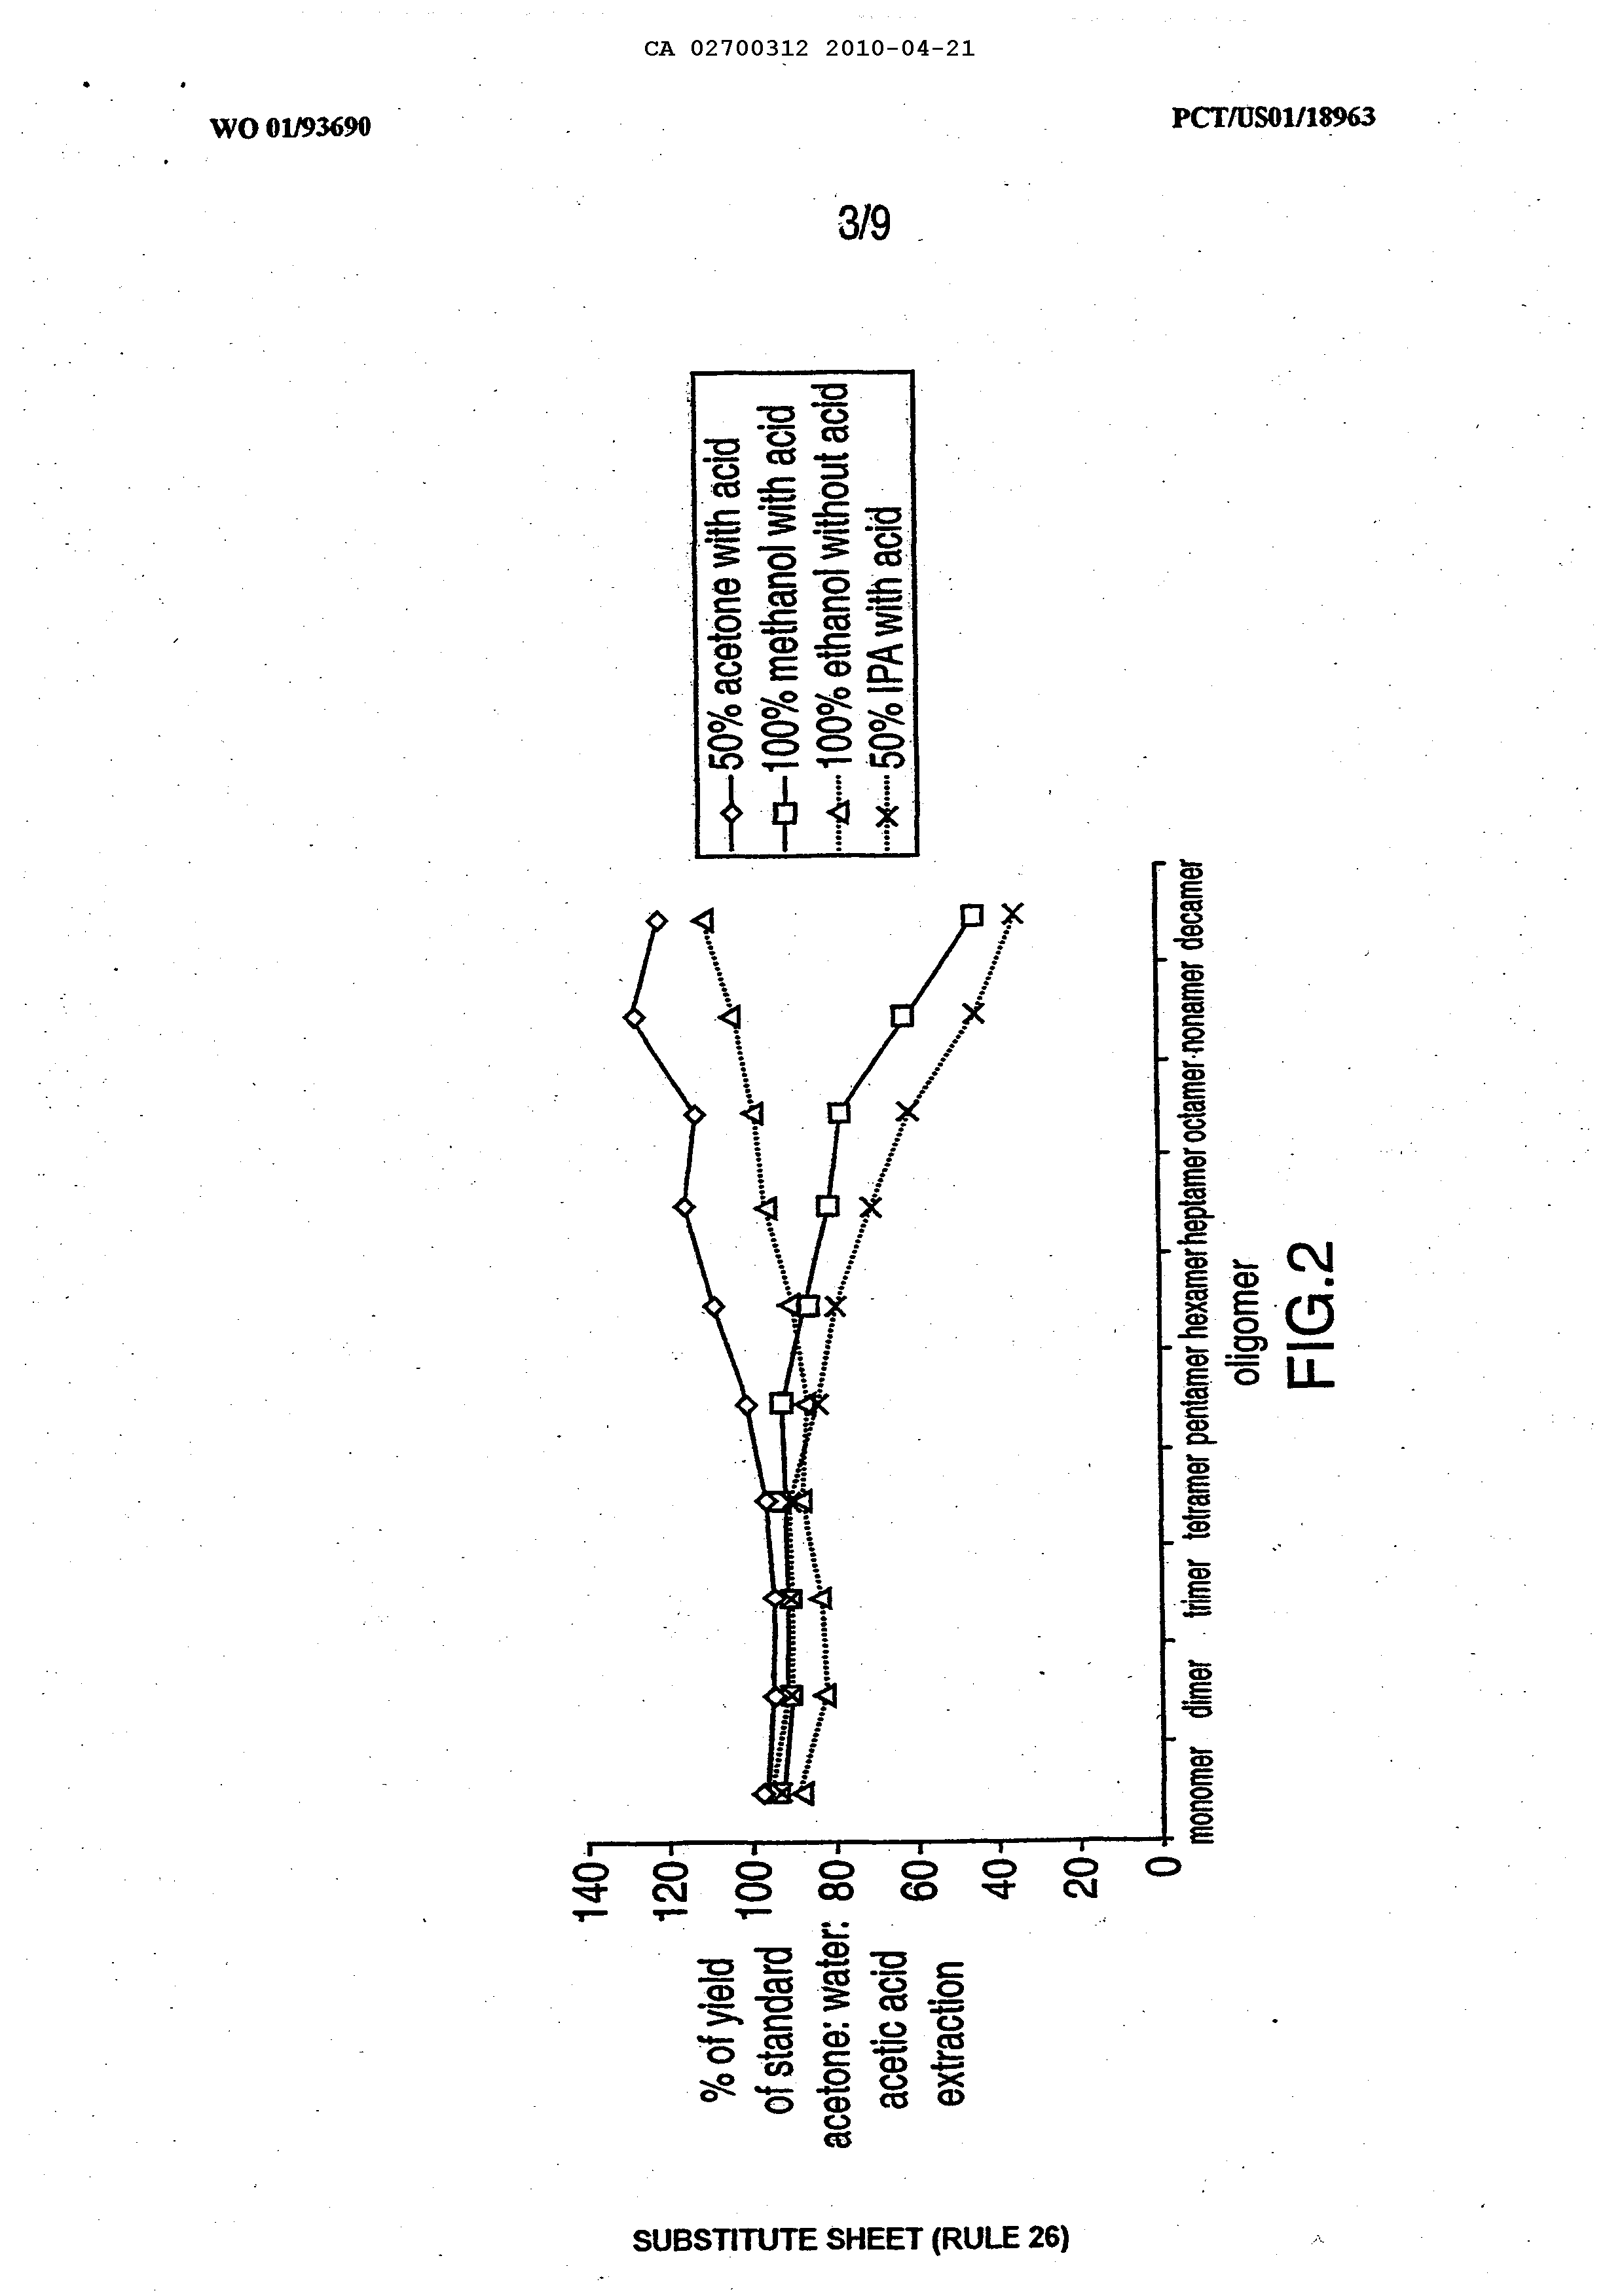 CA 02700312 2010-04-21
WO 01/93690
PCT/US01/18963
3/9
50% acetone with acid
100% methanol with acid
100% ethanol without acid
50% IPA with acid
% of yield
of standard
acetone: water:
acetic acid
extraction
140
120
100
80
60
40
20
0
monomer dimer trimer tetramer pentamer hexamer heptamer octamer nonamer decamer
oligomer
FIG.2
SUBSTITUTE SHEET (RULE 26)